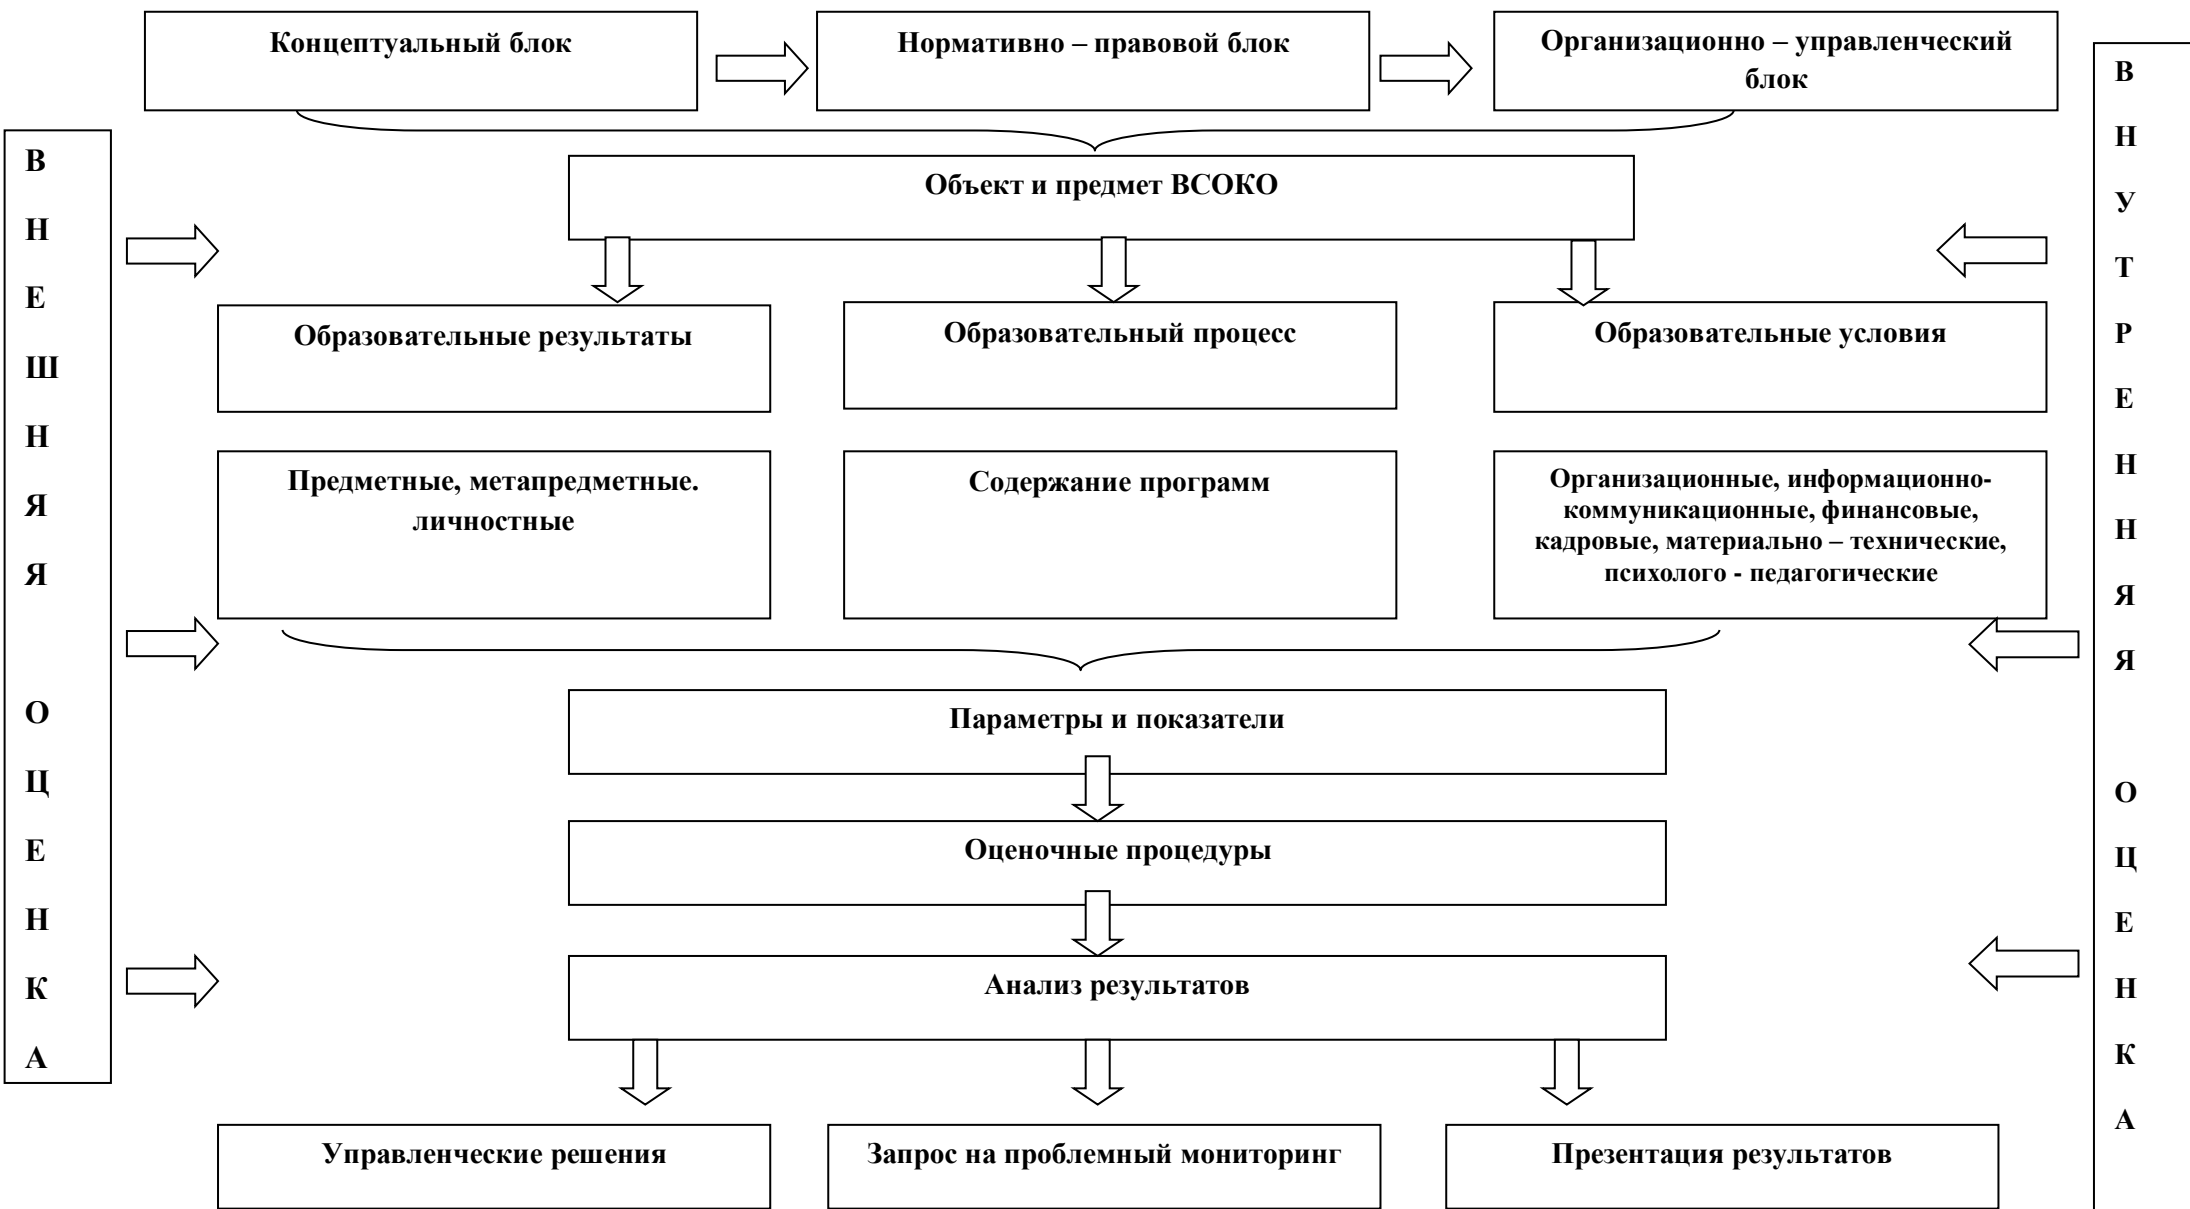 Концептуальный блок
Нормативно – правовой блок
Организационно – управленческий
блок
В
Н
Е
Ш
Н
Я
Я
О
Ц
Е
Н
К
А
Объект и предмет ВСОКО
Образовательные результаты
Образовательный процесс
Образовательные условия
Предметные, метапредметные.
личностные
Содержание программ
Организационные, информационно-
коммуникационные, финансовые,
кадровые, материально – технические,
психолого - педагогические
Параметры и показатели
Оценочные процедуры
Анализ результатов
Управленческие решения
Запрос на проблемный мониторинг
Презентация результатов
В
Н
У
Т
Р
Е
Н
Н
Я
Я
О
Ц
Е
Н
К
А